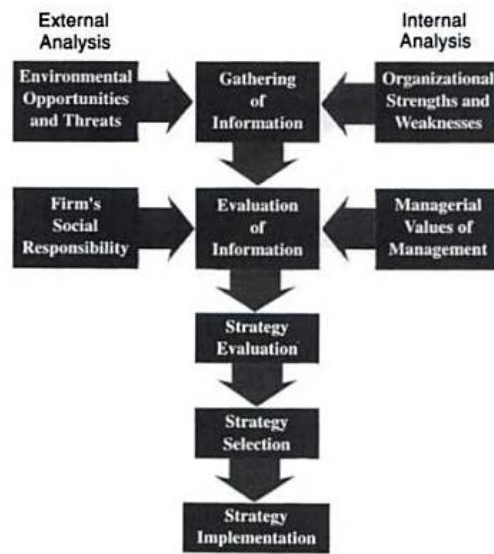 External
Analysis
Internal
Analysis
Environmental
Opportunities
and Threats
Gathering
of
Information
Organizational
Strengths and
Weaknesses
Firm's
Social
Responsibility
Evaluation
of
Information
Managerial
Values of
Management
Strategy
Evaluation
Strategy
Selection
Strategy
Implementation